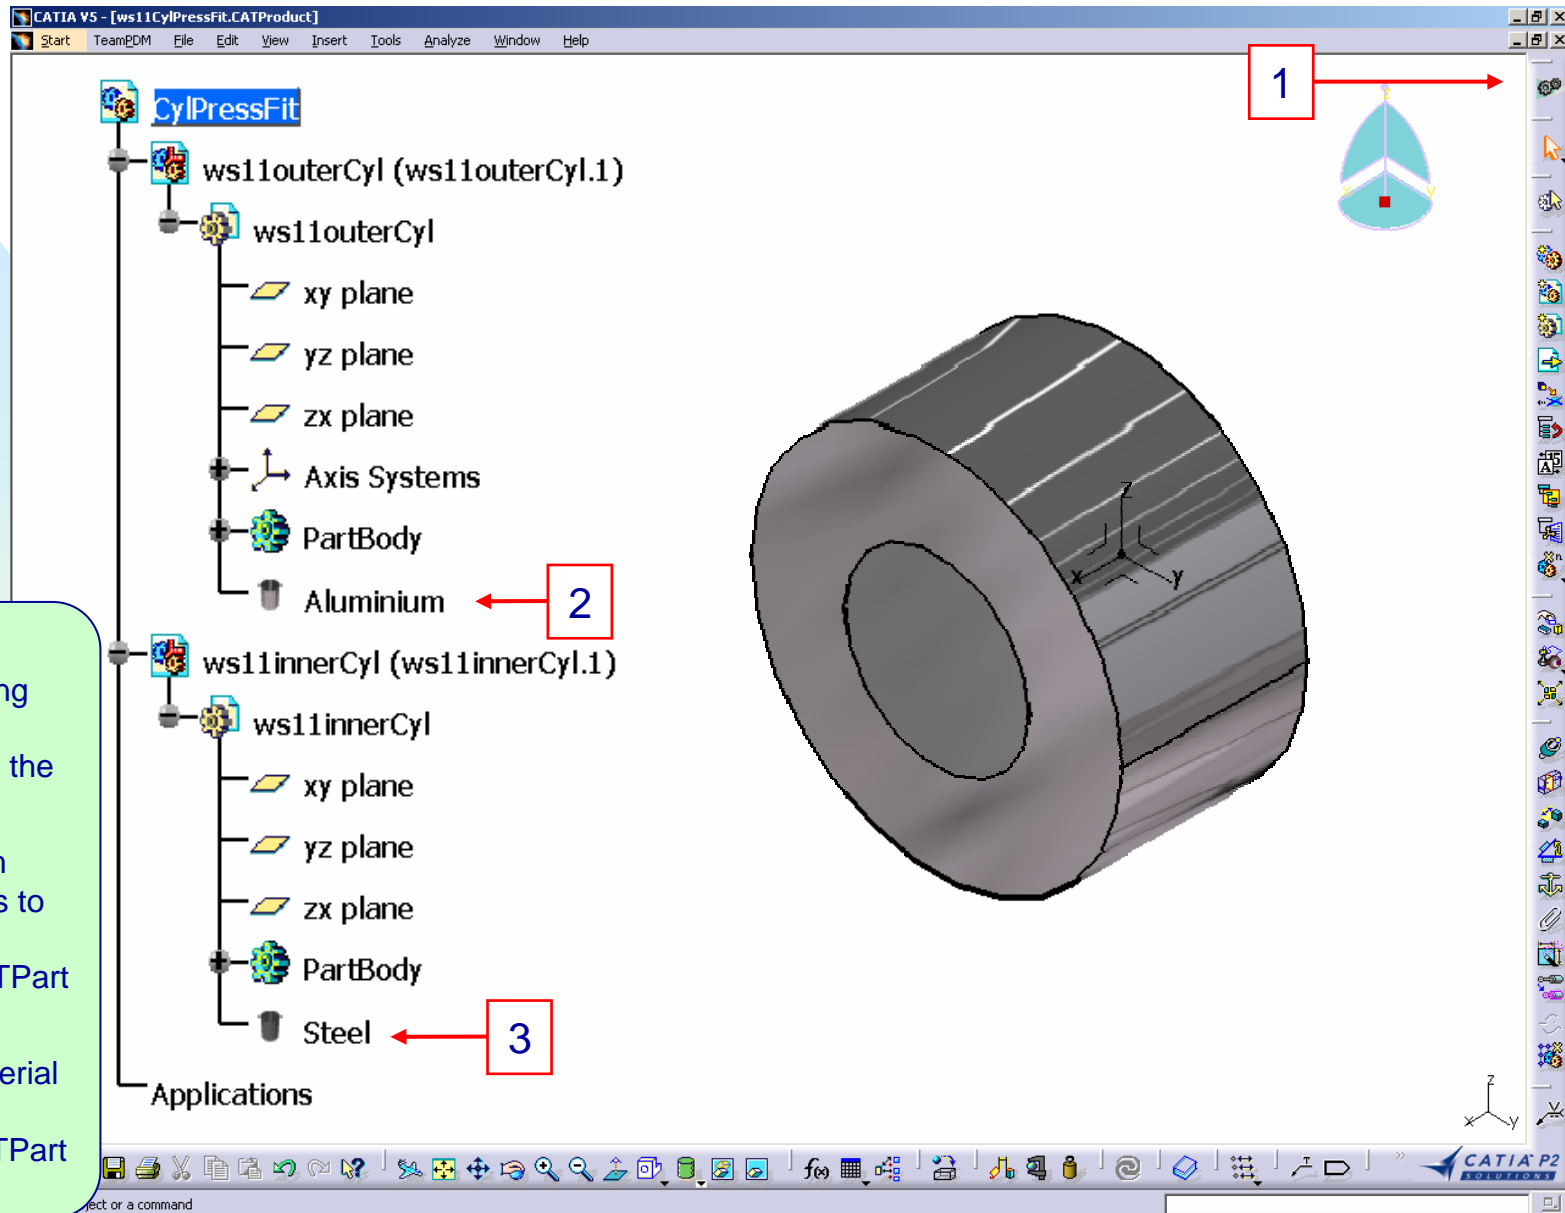 CATIA V5 - [ws11CylPressFit.CATProduct]
Start TeamPDM File Edit View Insert Tools Analyze Window Help
1
CylPressFit
ws11outerCyl (ws11outerCyl.1)
ws11outerCyl
xy plane
yz plane
zx plane
Axis Systems
PartBody
Aluminium
2
ws11innerCyl (ws11innerCyl.1)
ws11innerCyl
xy plane
yz plane
zx plane
PartBody
Steel
3
Applications
the
s to
TPart
erial
TPart
z
x
y
z
x
y
z
x y
f(x)
CATIA P2
SOLUTIONS
ject or a command